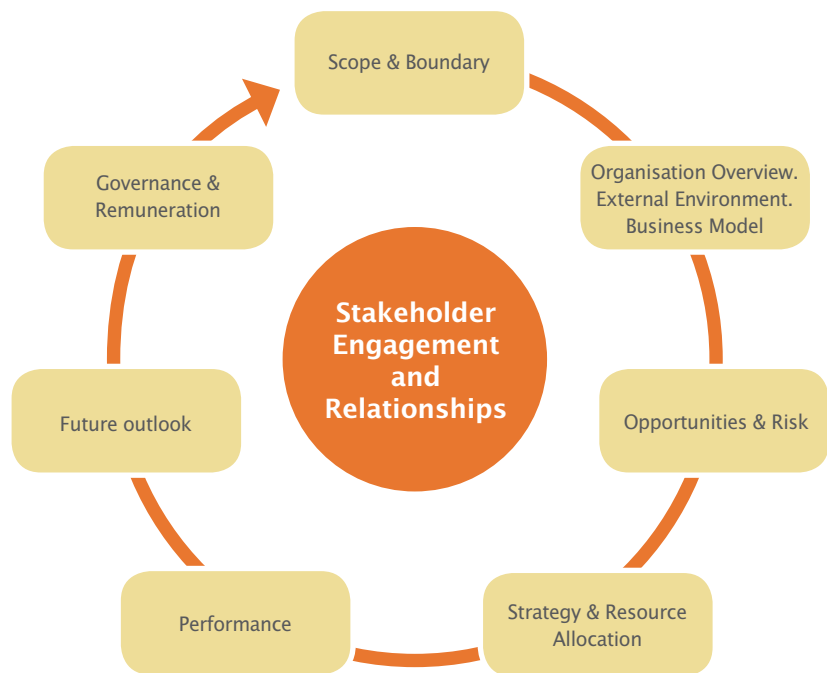 Scope & Boundary
Organisation Overview.
External Environment.
Business Model
Opportunities & Risk
Strategy & Resource
Allocation
Performance
Future outlook
Governance &
Remuneration
Stakeholder
Engagement
and
Relationships